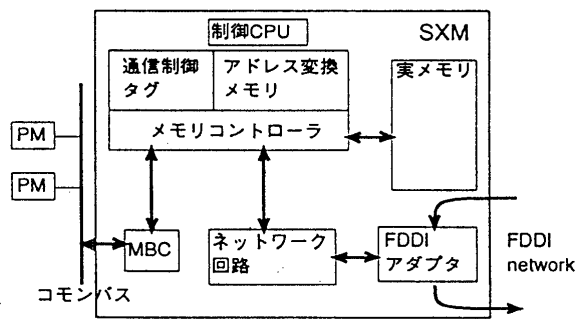 制御CPU
SXM
通信制御
タグ
アドレス変換
メモリ
実メモリ
メモリコントローラ
PM
PM
MBC
ネットワーク
回路
FDDI
アダプタ
FDDI
network
コモンバス